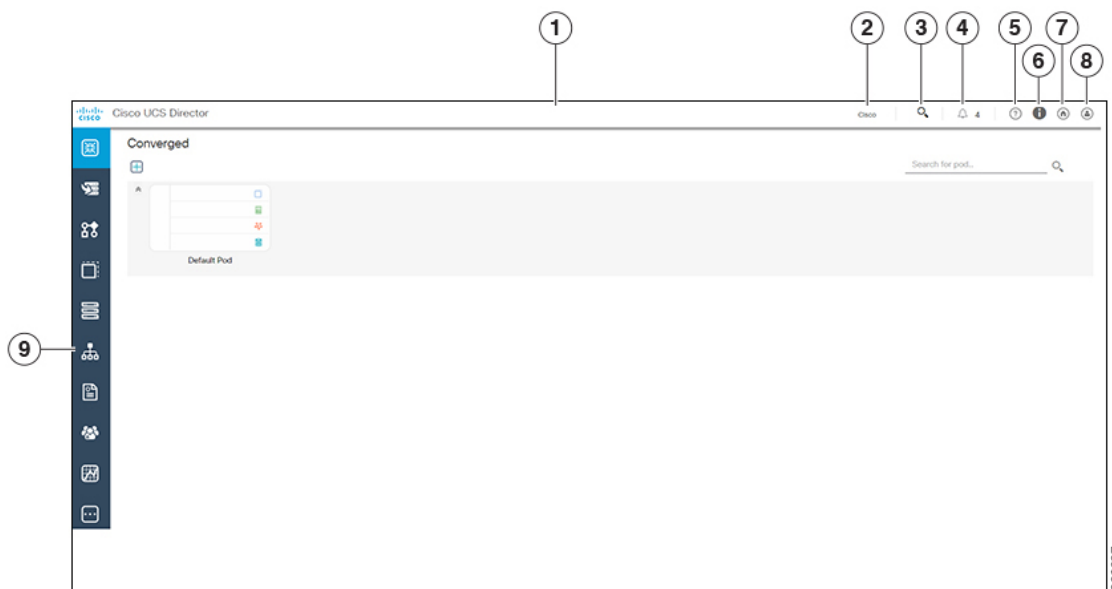 1
2
3
4
5
6
7
8
CISCO Cisco UCS Director
Cisco
4
Converged
Search for pod...
Default Pod
9